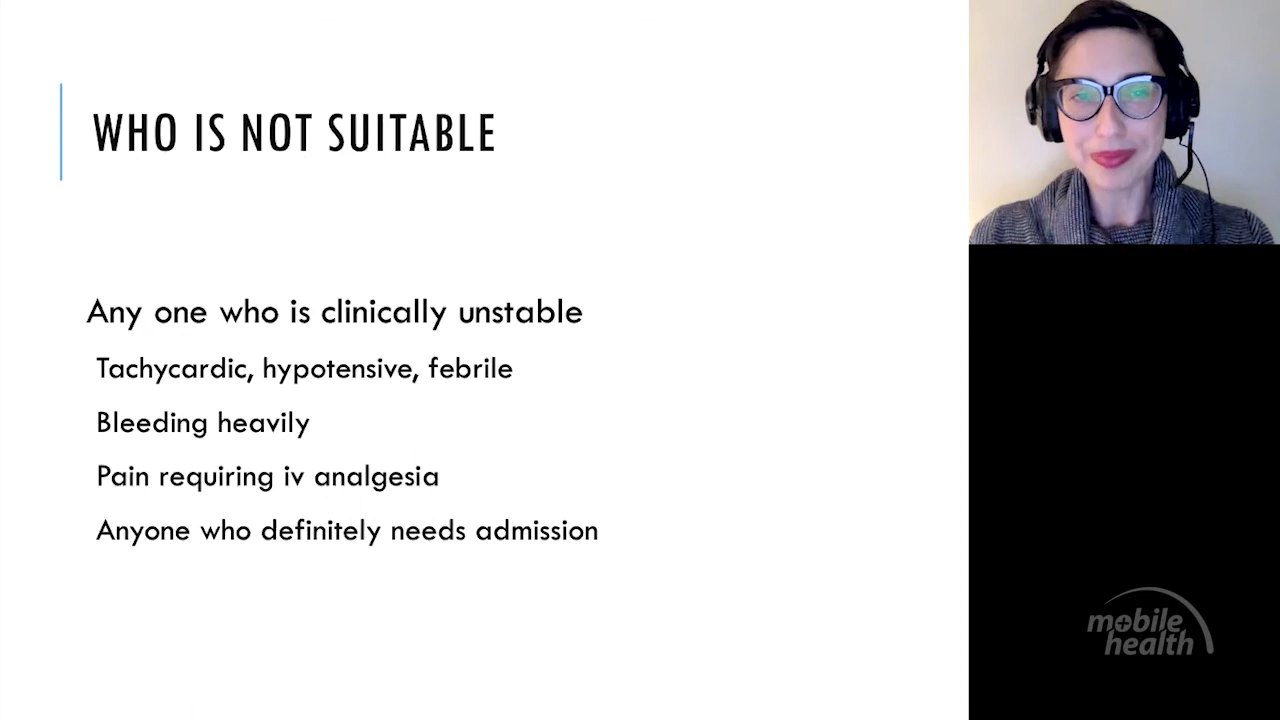 WHO IS NOT SUITABLE
Any one who is clinically unstable
Tachycardic, hypotensive, febrile
Bleeding heavily
Pain requiring iv analgesia
Anyone who definitely needs admission
mobile
health